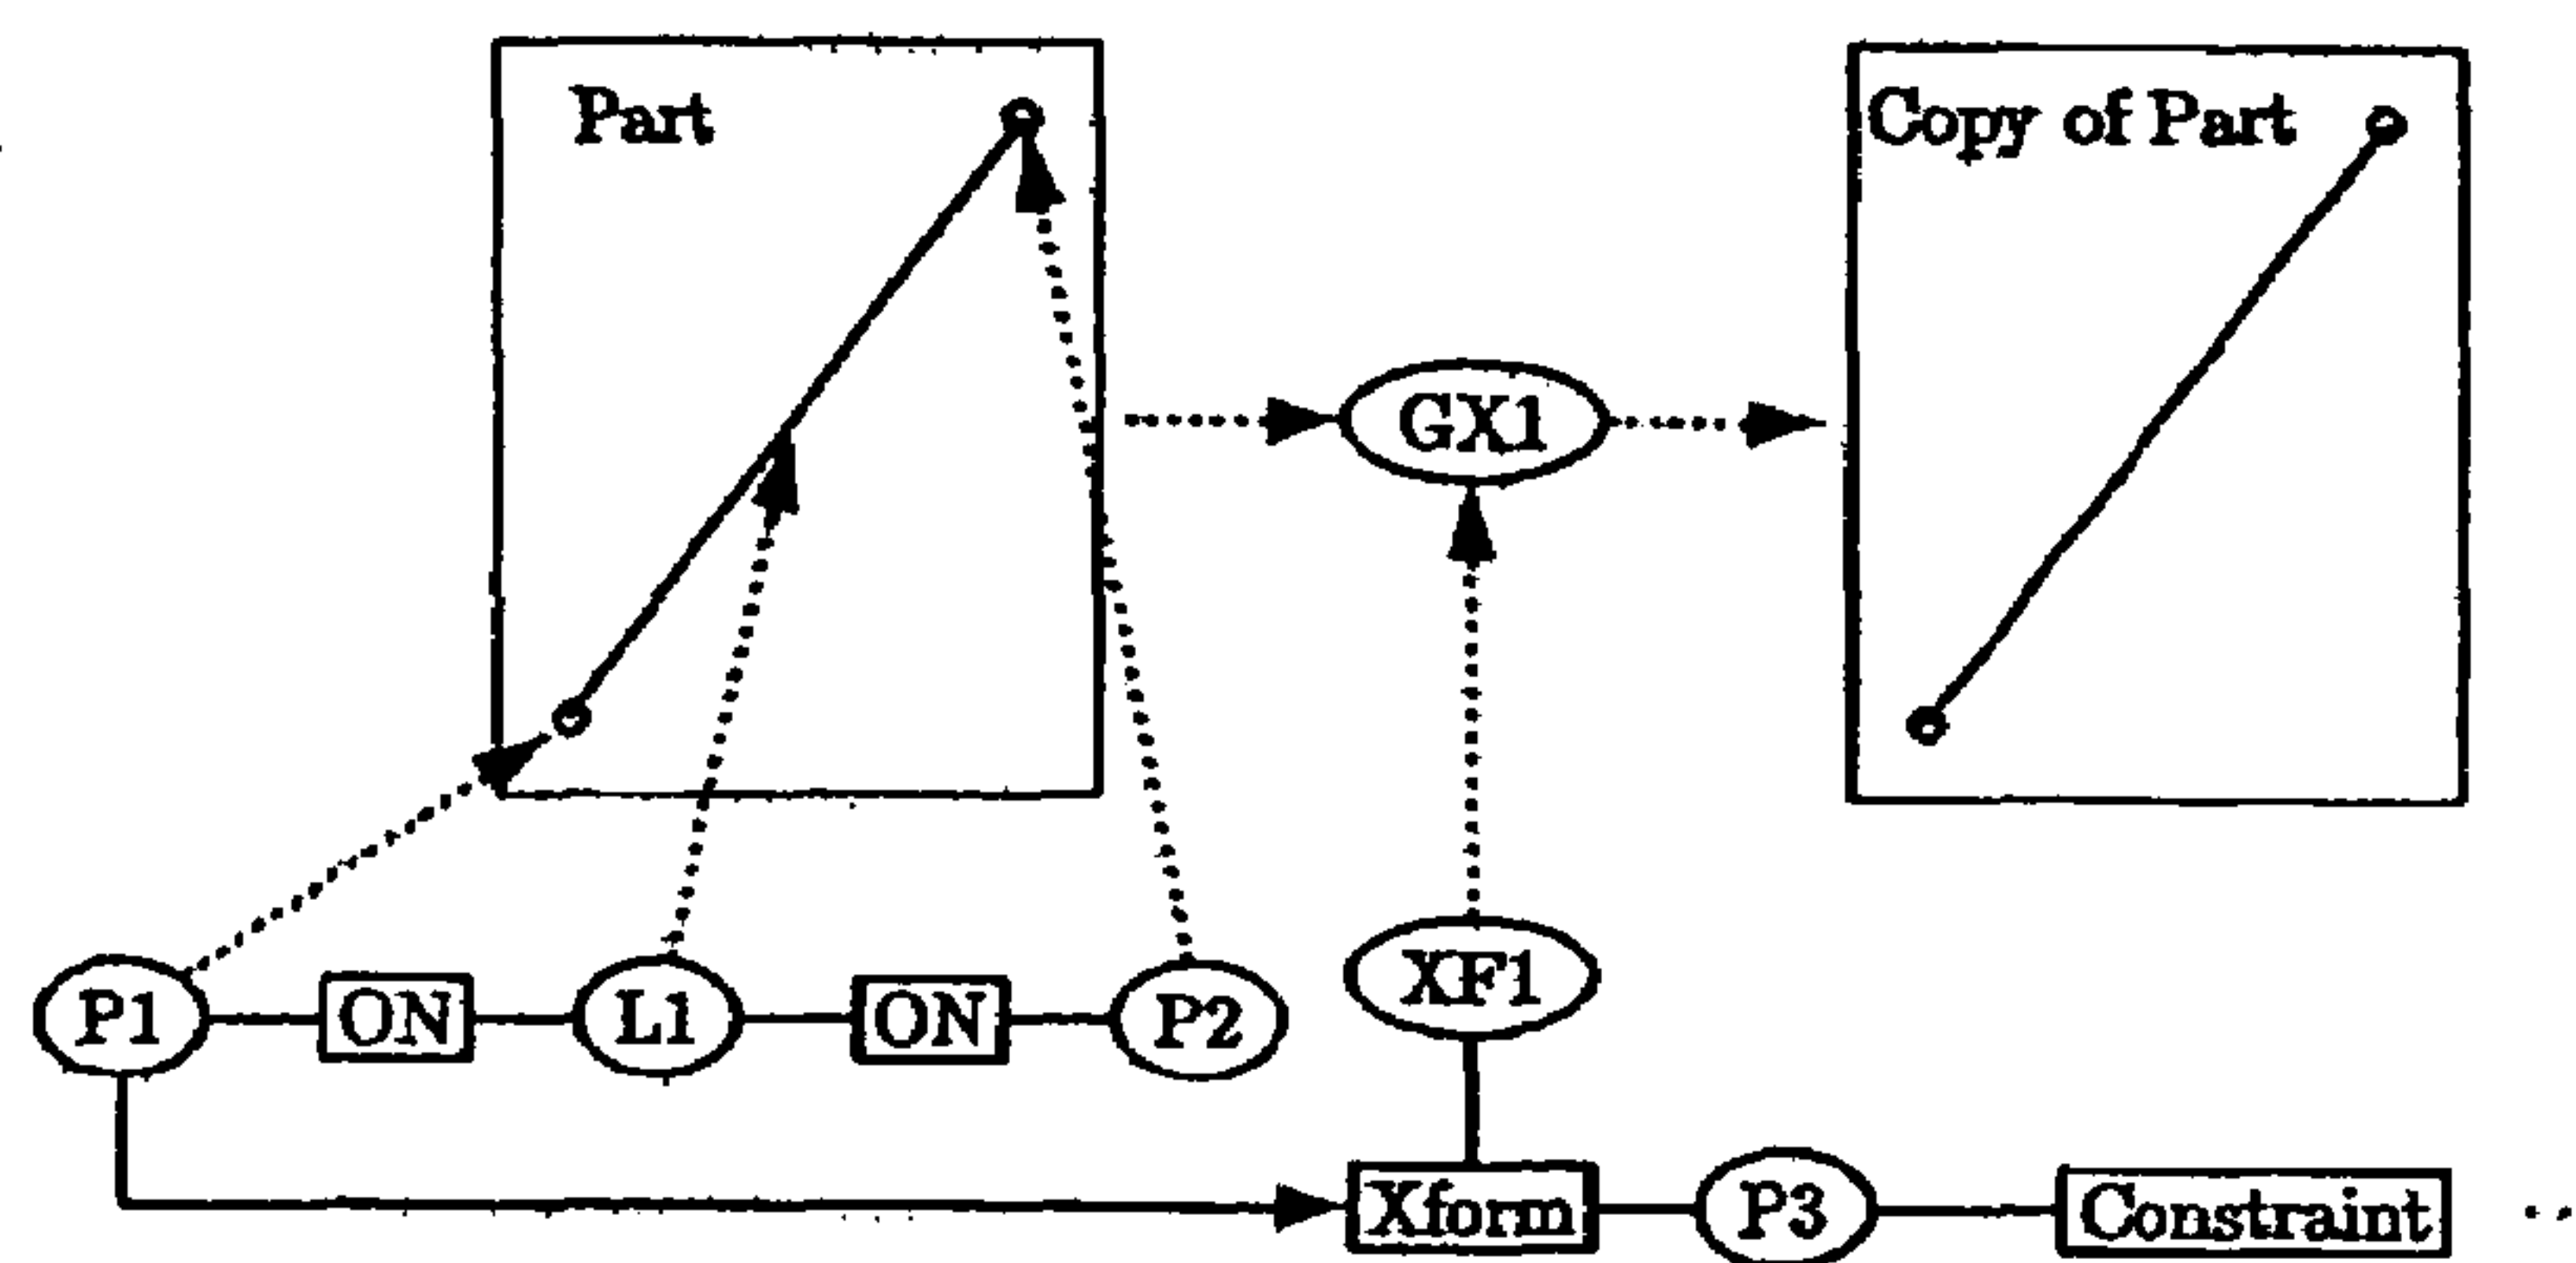 Part
Copy of Part
GX1
XF1
P1 ON L1 ON P2
Xform P3 Constraint